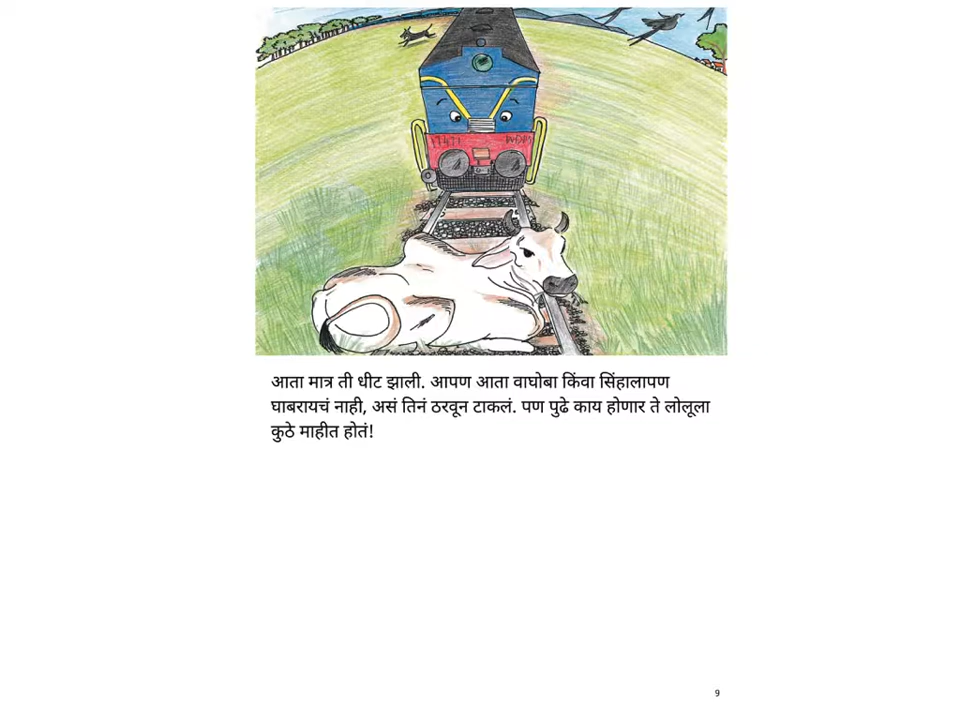 आता मात्र ती धीट झाली. आपण आता वाघोबा किंवा सिंहालापण
घाबरायचं नाही, असं तिनं ठरवून टाकलं. पण पुढे काय होणार ते लोलूला
कुठे माहीत होतं!
9